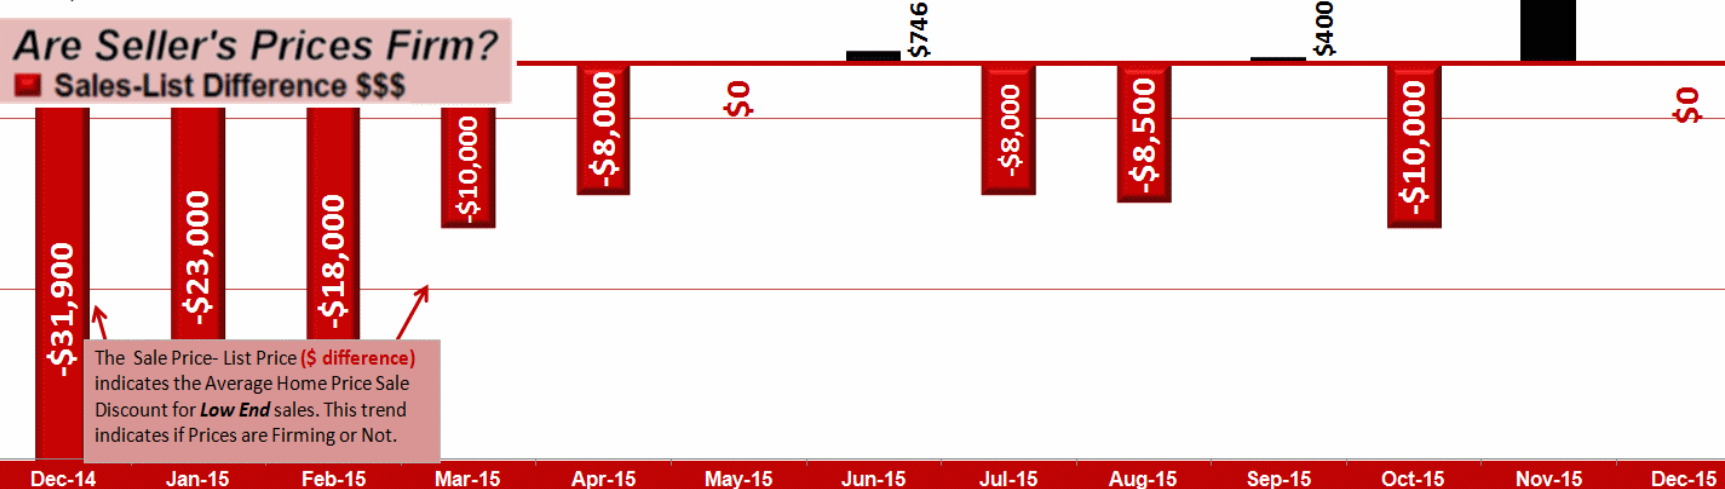 Are Seller's Prices Firm?
Sales-List Difference $$$
-$31,900
-$23,000
-$18,000
-$10,000
-$8,000
$0
$746
-$8,000
-$8,500
$400
-$10,000
$0
The Sale Price- List Price ($ difference)
indicates the Average Home Price Sale
Discount for Low End sales. This trend
indicates if Prices are Firming or Not.
Dec-14 Jan-15 Feb-15 Mar-15 Apr-15 May-15 Jun-15 Jul-15 Aug-15 Sep-15 Oct-15 Nov-15 Dec-15